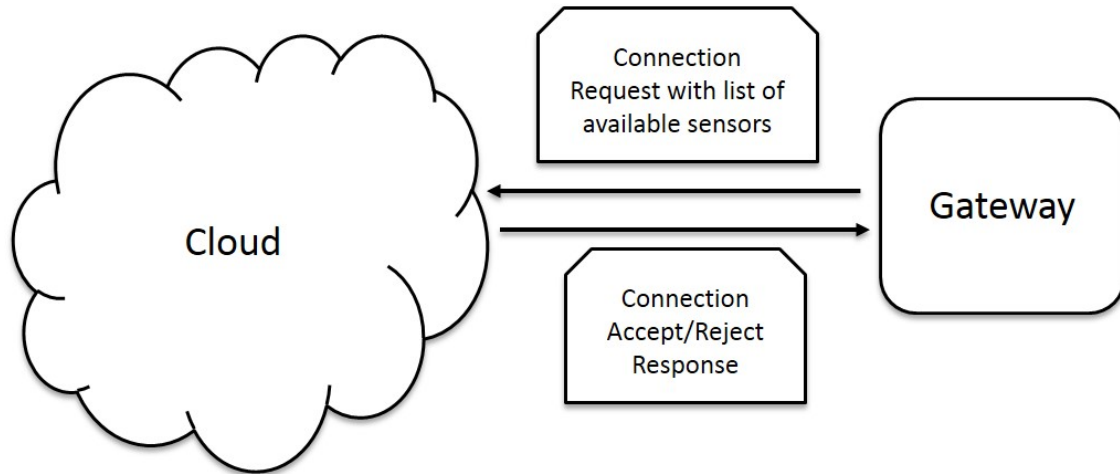 Connection
Request with list of
available sensors
Cloud
Gateway
Connection
Accept/Reject
Response